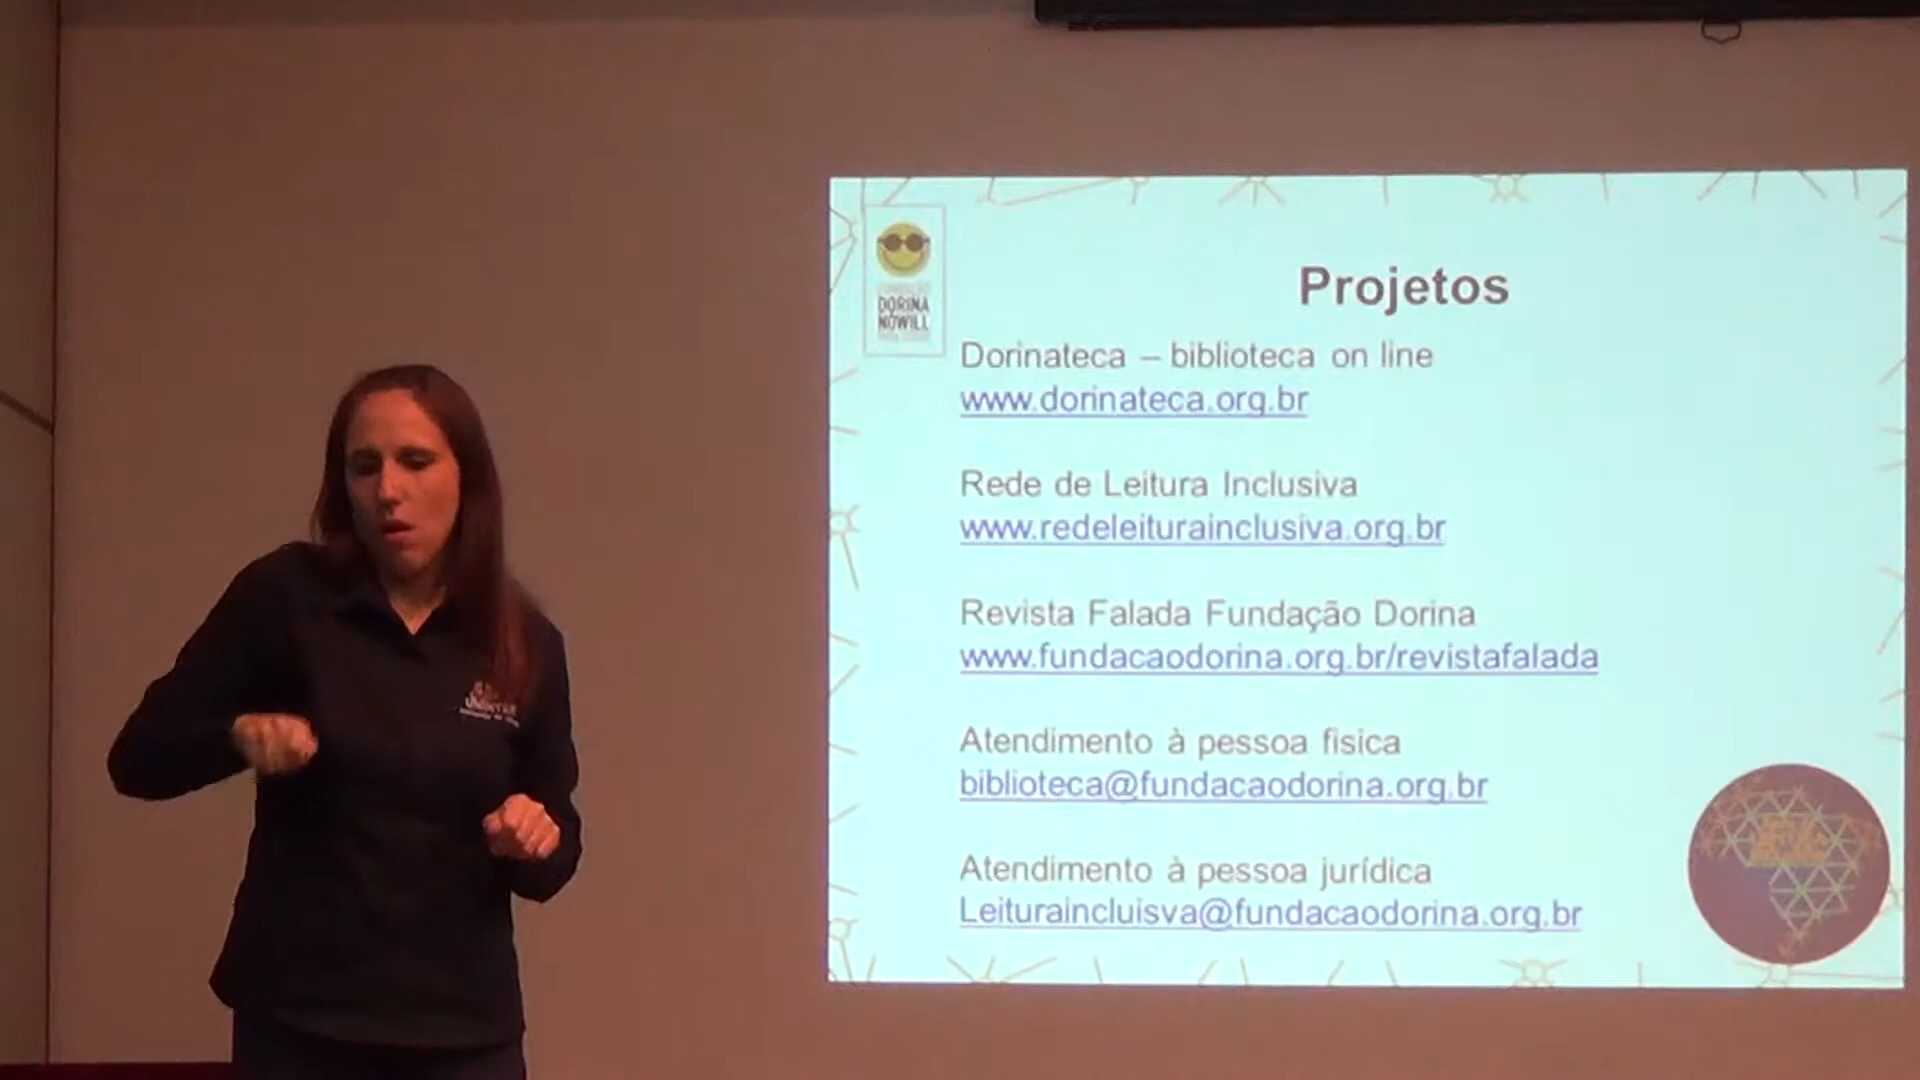 DORINA
NOWILL
Projetos
Dorinateca – biblioteca on line
www.dorinateca.org.br
Rede de Leitura Inclusiva
www.redeleiturainclusiva.org.br
Revista Falada Fundação Dorina
www.fundacaodorina.org.br/revistafalada
Atendimento à pessoa fisica
biblioteca@fundacaodorina.org.br
Atendimento à pessoa jurídica
Leituraincluisva@fundacaodorina.org.br